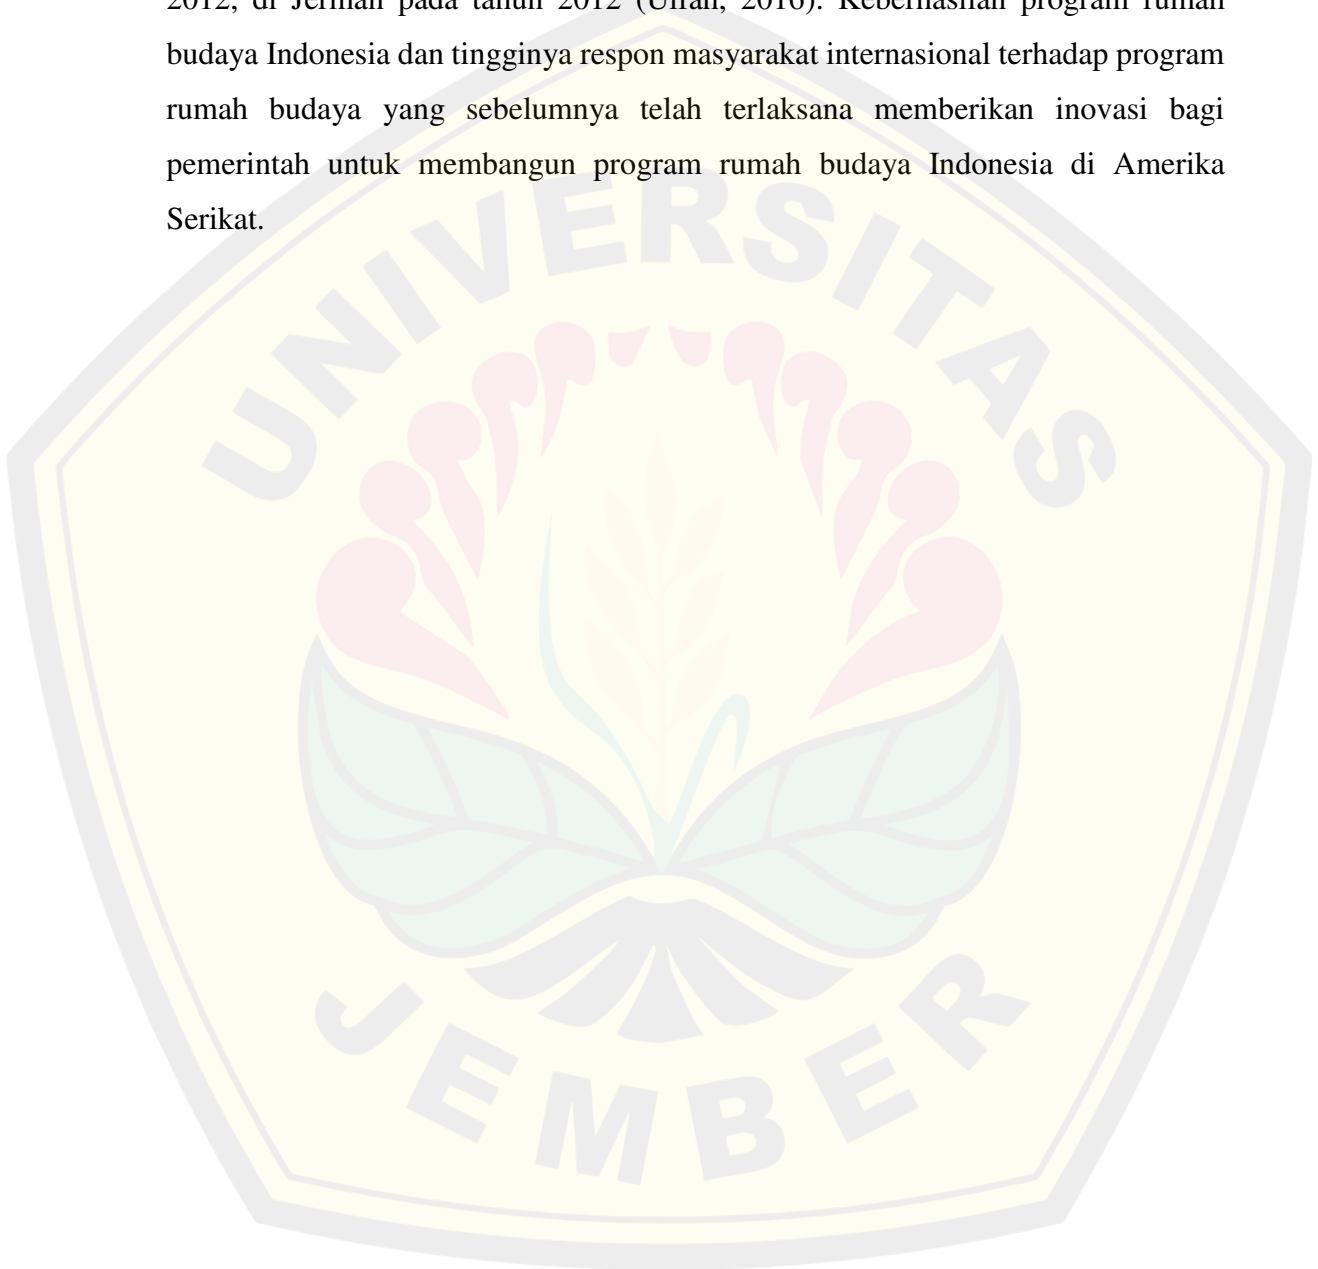 2012, di Jerman pada tahun 2012 (Ulfah, 2016). Keberhasilan program rumah
budaya Indonesia dan tingginya respon masyarakat internasional terhadap program
rumah budaya yang sebelumnya telah terlaksana memberikan inovasi bagi
pemerintah untuk membangun program rumah budaya Indonesia di Amerika
Serikat.
UNIVERSITAS
JEMBER